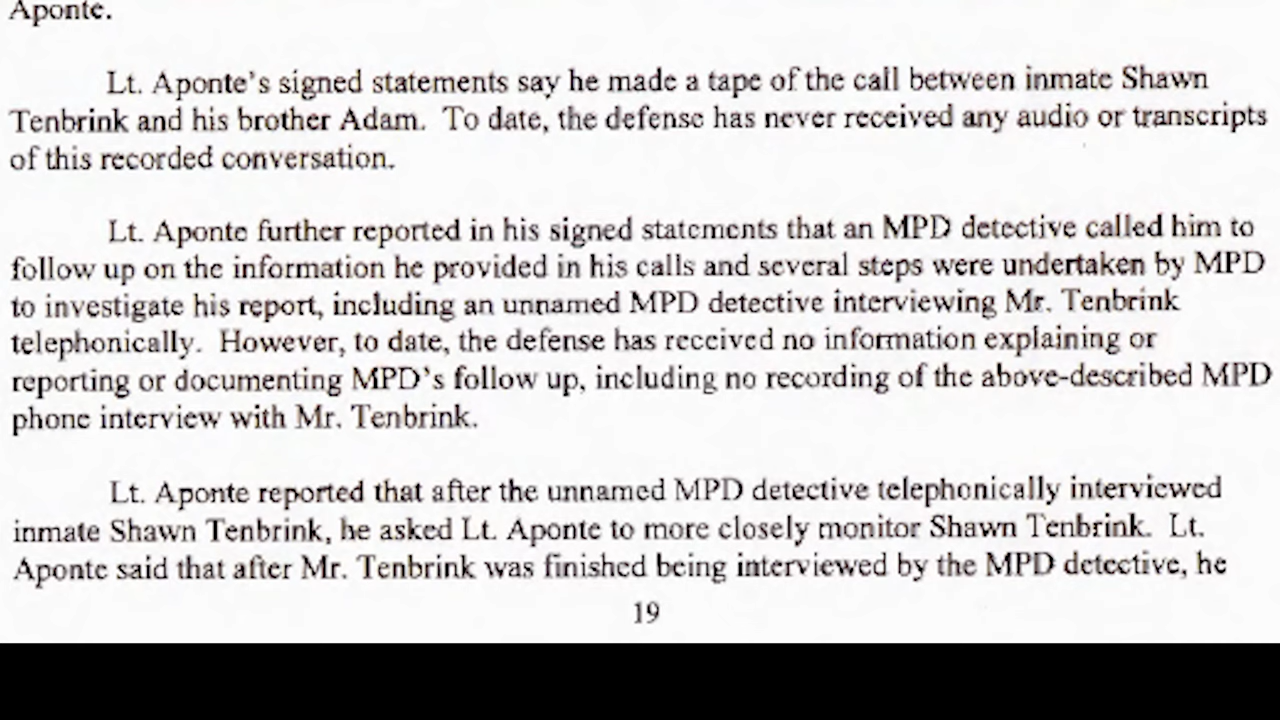 Aponte.
Lt. Aponte's signed statements say he made a tape of the call between inmate Shawn
Tenbrink and his brother Adam. To date, the defense has never received any audio or transcripts
of this recorded conversation.
Lt. Aponte further reported in his signed statements that an MPD detective called him to
follow up on the information he provided in his calls and several steps were undertaken by MPD
to investigate his report, including an unnamed MPD detective interviewing Mr. Tenbrink
telephonically. However, to date, the defense has received no information explaining or
reporting or documenting MPD's follow up, including no recording of the above-described MPD
phone interview with Mr. Tenbrink.
Lt. Aponte reported that after the unnamed MPD detective telephonically interviewed
inmate Shawn Tenbrink, he asked Lt. Aponte to more closely monitor Shawn Tenbrink. Lt.
Aponte said that after Mr. Tenbrink was finished being interviewed by the MPD detective, he
19